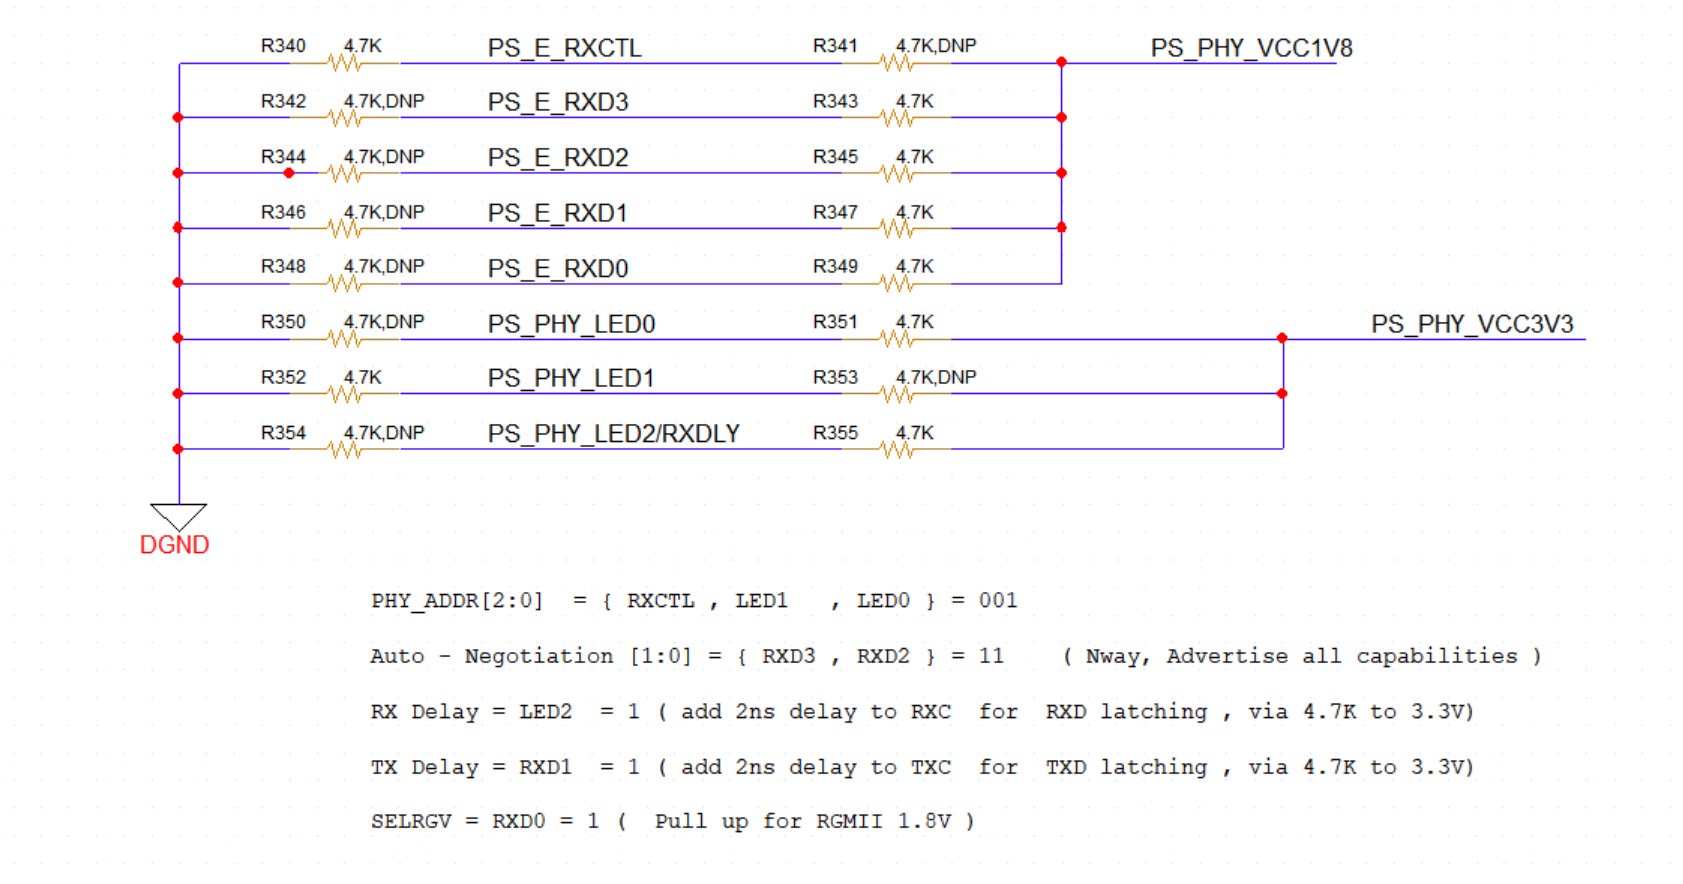 R340 4.7K PS_E_RXCTL R341 4.7K,DNP PS_PHY_VCC1V8
R342 4.7K,DNP PS_E_RXD3 R343 4.7K
R344 4.7K,DNP PS_E_RXD2 R345 4.7K
R346 4.7K,DNP PS_E_RXD1 R347 4.7K
R348 4.7K,DNP PS_E_RXD0 R349 4.7K
R350 4.7K,DNP PS_PHY_LED0 R351 4.7K PS_PHY_VCC3V3
R352 4.7K PS_PHY_LED1 R353 4.7K,DNP
R354 4.7K,DNP PS_PHY_LED2/RXDLY R355 4.7K
DGND
PHY_ADDR[2:0] = { RXCTL , LED1 , LED0 } = 001
Auto - Negotiation [1:0] = { RXD3 , RXD2 } = 11 ( Nway, Advertise all capabilities )
RX Delay = LED2 = 1 ( add 2ns delay to RXC for RXD latching , via 4.7K to 3.3V)
TX Delay = RXD1 = 1 ( add 2ns delay to TXC for TXD latching , via 4.7K to 3.3V)
SELRGV = RXD0 = 1 ( Pull up for RGMII 1.8V )